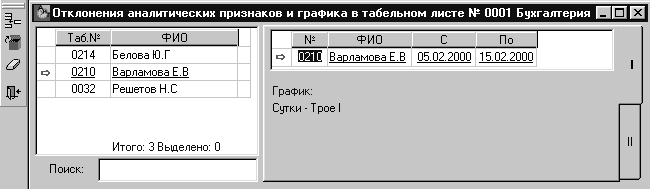 Отклонения аналитических признаков и графика в табельном листе № 0001 Бухгалтерия
Таб.№ ФИО
0214 Белова Ю.Г
0210 Варламова Е.В
0032 Решетов Н.С
Итого: 3 Выделено: 0
Поиск:
№ ФИО С По
0210 Варламова Е.В 05.02.2000 15.02.2000
График:
Сутки - Трое I
I
II